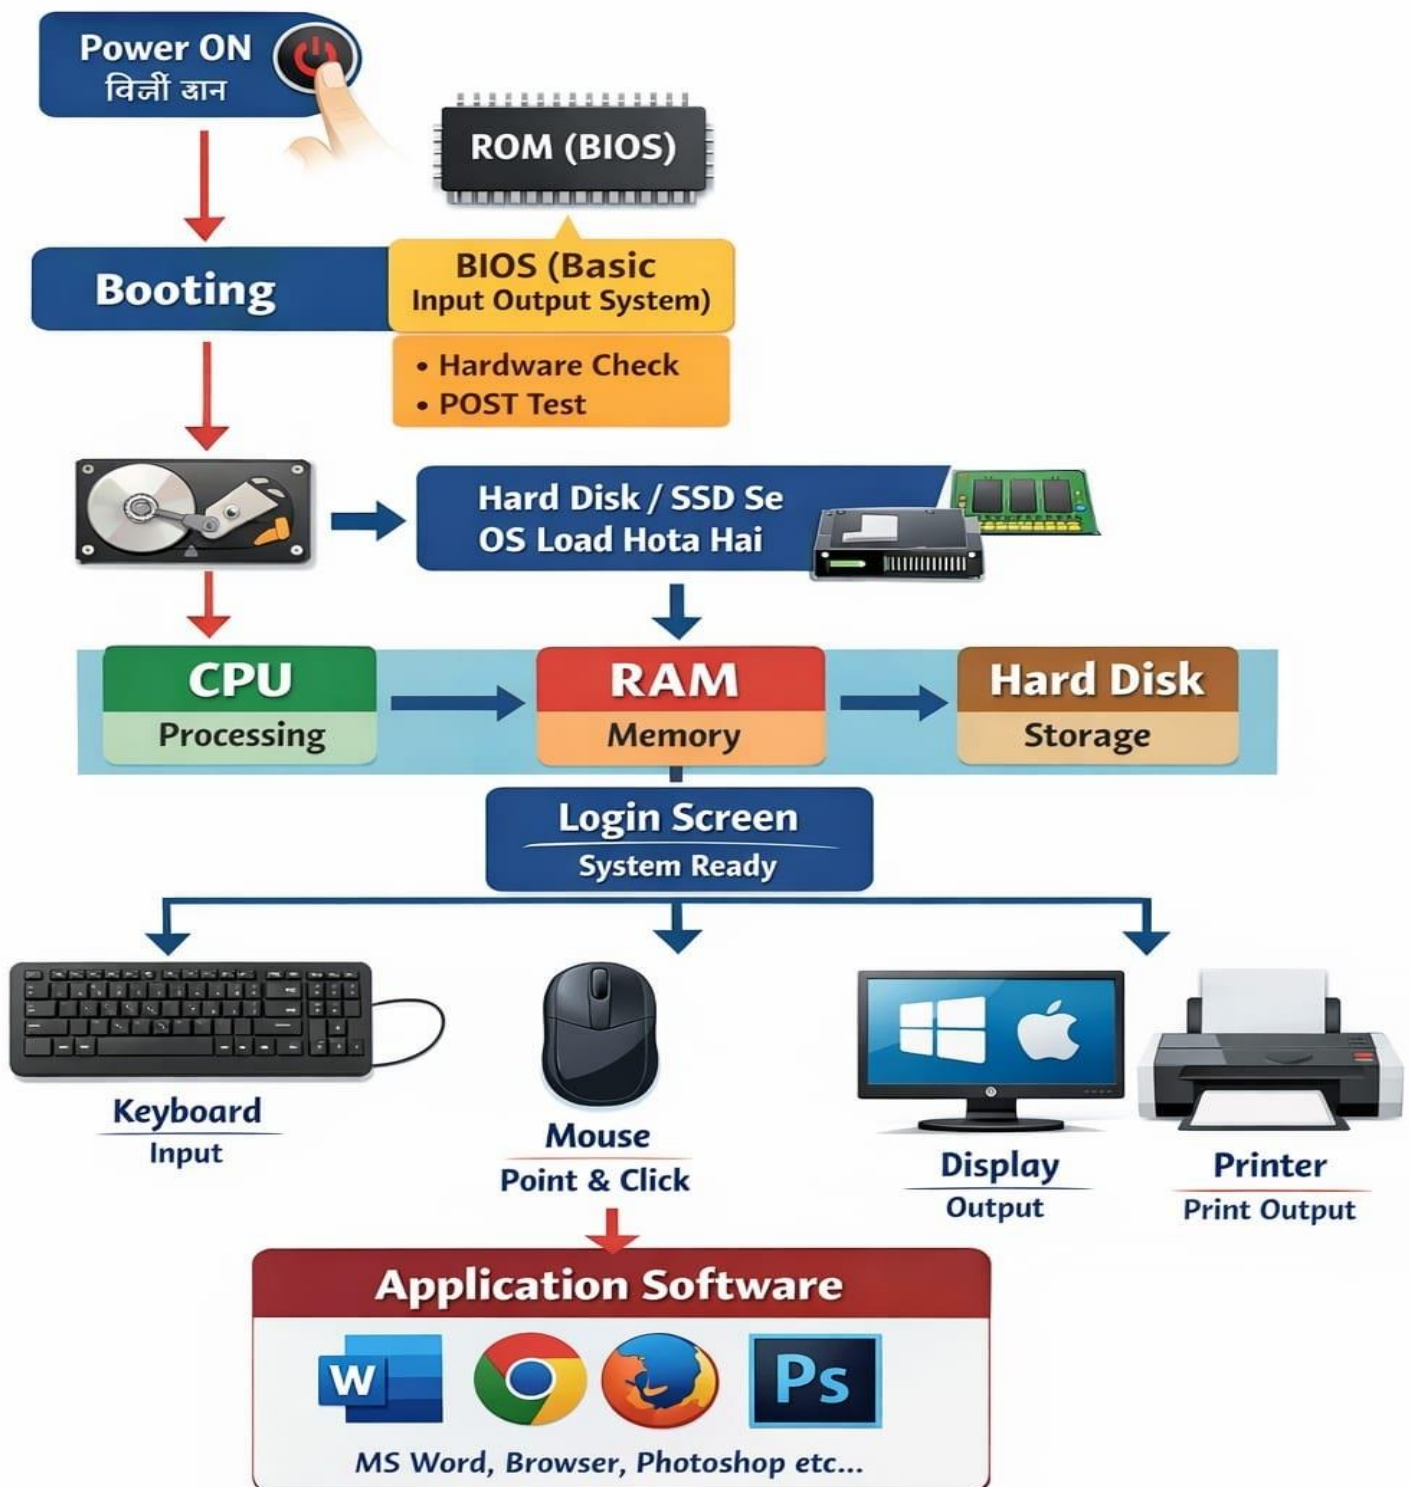 Power ON
विर्जी ब्रान
ROM (BIOS)
Booting
BIOS (Basic
Input Output System)
• Hardware Check
• POST Test
Hard Disk / SSD Se
OS Load Hota Hai
CPU
Processing
RAM
Memory
Hard Disk
Storage
Login Screen
System Ready
Keyboard
Input
Mouse
Point & Click
Display
Output
Printer
Print Output
Application Software
W
Ps
MS Word, Browser, Photoshop etc...